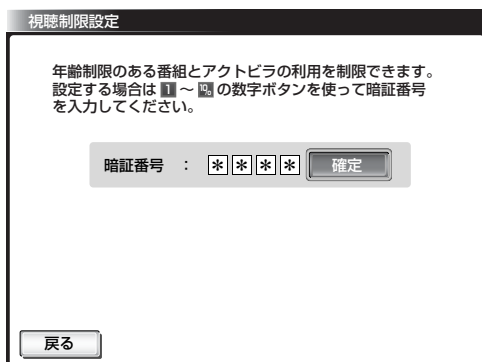 視聴制限設定
年齢制限のある番組とアクトビラの利用を制限できます。
設定する場合は 1 ～ 10 の数字ボタンを使って暗証番号
を入力してください。
暗証番号 ： ＊＊＊＊ 確定
戻る